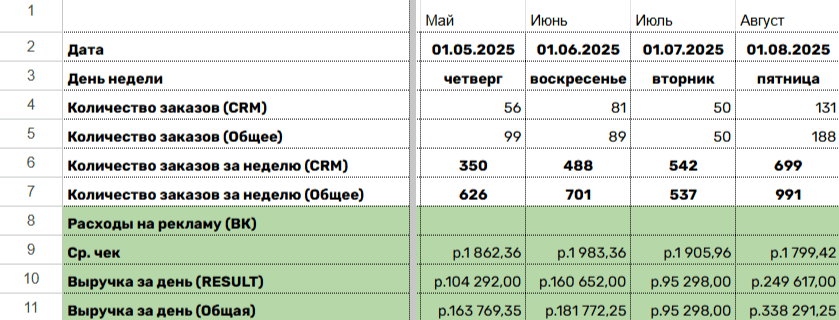 1 Май Июнь Июль Август
2 Дата 01.05.2025 01.06.2025 01.07.2025 01.08.2025
3 День недели четверг воскресенье вторник пятница
4 Количество заказов (CRM) 56 81 50 131
5 Количество заказов (Общее) 99 89 50 188
6 Количество заказов за неделю (CRM) 350 488 542 699
7 Количество заказов за неделю (Общее) 626 701 537 991
8 Расходы на рекламу (ВК)
9 Ср. чек р.1 862,36 р.1 983,36 р.1 905,96 р.1 799,42
10 Выручка за день (RESULT) р.104 292,00 р.160 652,00 р.95 298,00 р.249 617,00
11 Выручка за день (Общая) р.163 769,35 р.181 772,25 р.95 298,00 р.338 291,25